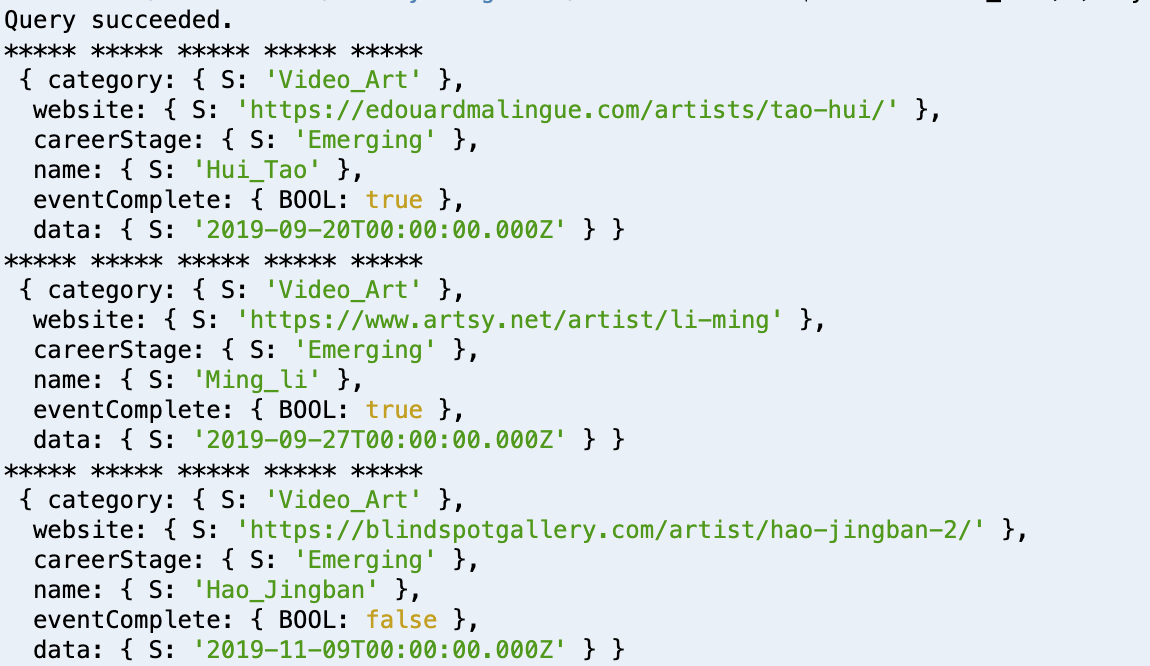 Query succeeded.
***** ***** ***** ***** *****
 { category: { S: 'Video_Art' },
  website: { S: 'https://edouardmalingue.com/artists/tao-hui/' },
  careerStage: { S: 'Emerging' },
  name: { S: 'Hui_Tao' },
  eventComplete: { BOOL: true },
  data: { S: '2019-09-20T00:00:00.000Z' } }
***** ***** ***** ***** *****
 { category: { S: 'Video_Art' },
  website: { S: 'https://www.artsy.net/artist/li-ming' },
  careerStage: { S: 'Emerging' },
  name: { S: 'Ming_li' },
  eventComplete: { BOOL: true },
  data: { S: '2019-09-27T00:00:00.000Z' } }
***** ***** ***** ***** *****
 { category: { S: 'Video_Art' },
  website: { S: 'https://blindspotgallery.com/artist/hao-jingban-2/' },
  careerStage: { S: 'Emerging' },
  name: { S: 'Hao_Jingban' },
  eventComplete: { BOOL: false },
  data: { S: '2019-11-09T00:00:00.000Z' } }